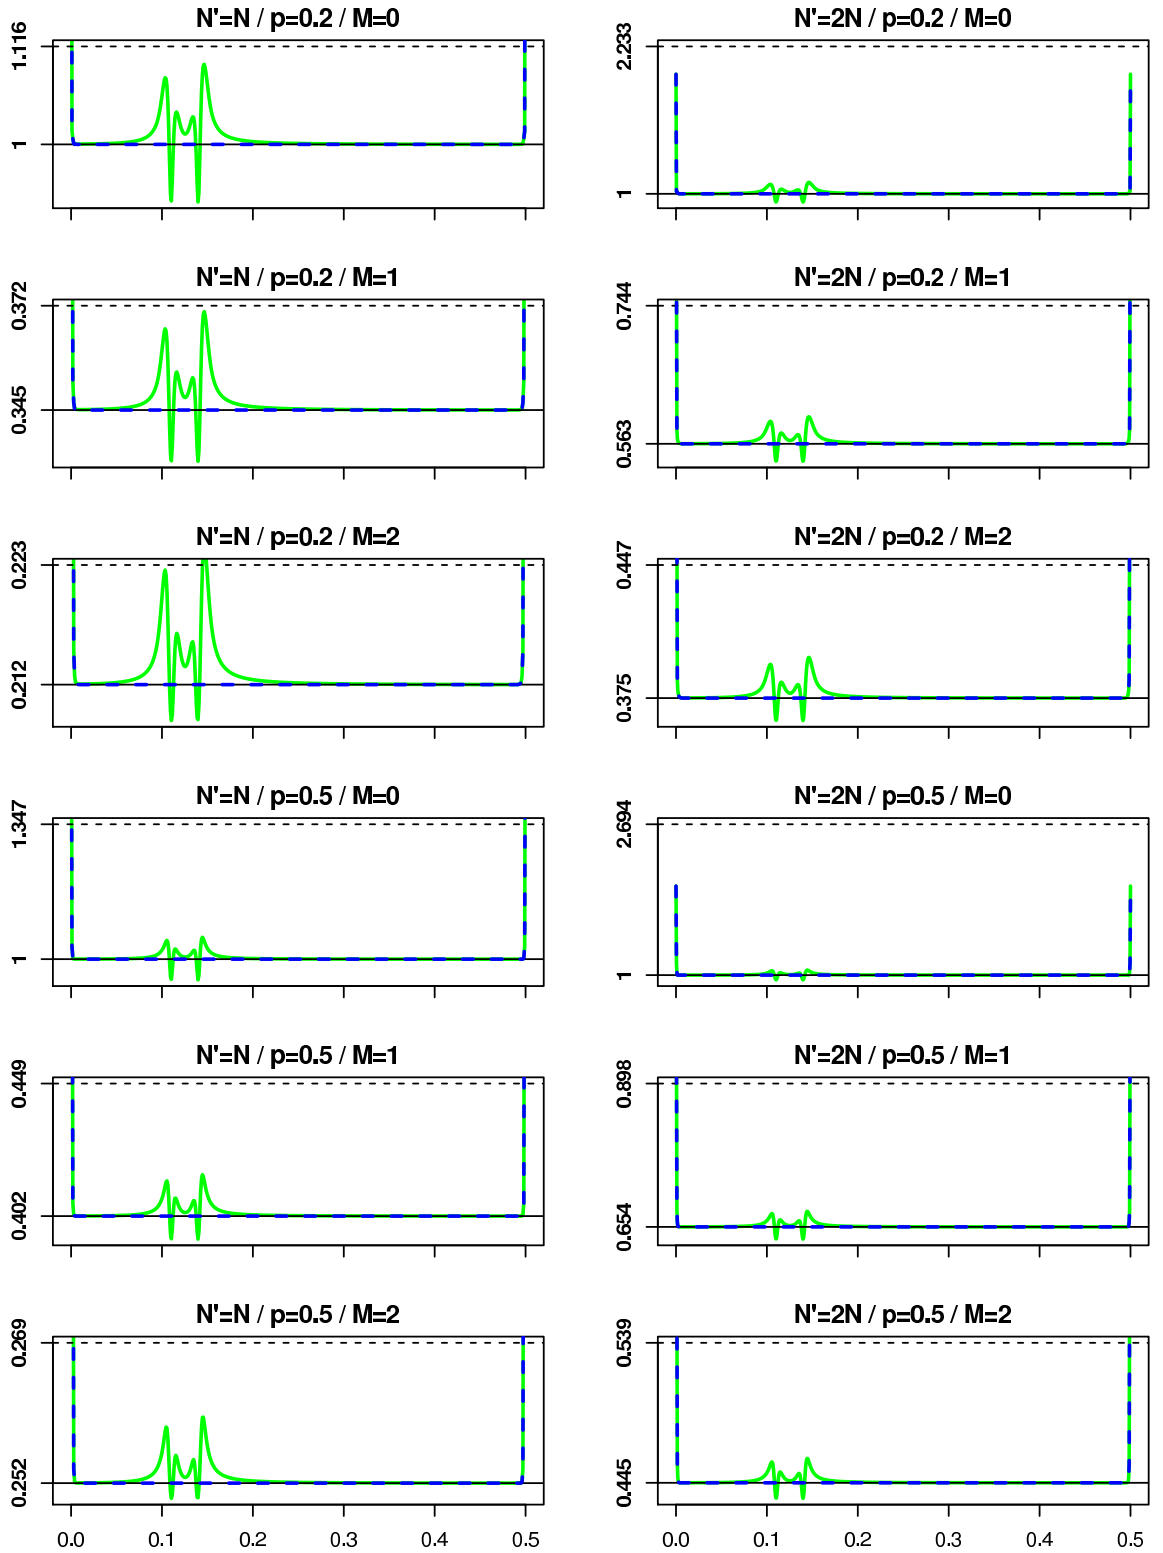 N'=N / p=0.2 / M=0
1.116
1
N'=2N / p=0.2 / M=0
2.233
1
N'=N / p=0.2 / M=1
0.372
0.345
N'=2N / p=0.2 / M=1
0.744
0.563
N'=N / p=0.2 / M=2
0.223
0.212
N'=2N / p=0.2 / M=2
0.447
0.375
N'=N / p=0.5 / M=0
1.347
1
N'=2N / p=0.5 / M=0
2.694
1
N'=N / p=0.5 / M=1
0.449
0.402
N'=2N / p=0.5 / M=1
0.898
0.654
N'=N / p=0.5 / M=2
0.269
0.252
N'=2N / p=0.5 / M=2
0.539
0.445
0.0 0.1 0.2 0.3 0.4 0.5
0.0 0.1 0.2 0.3 0.4 0.5